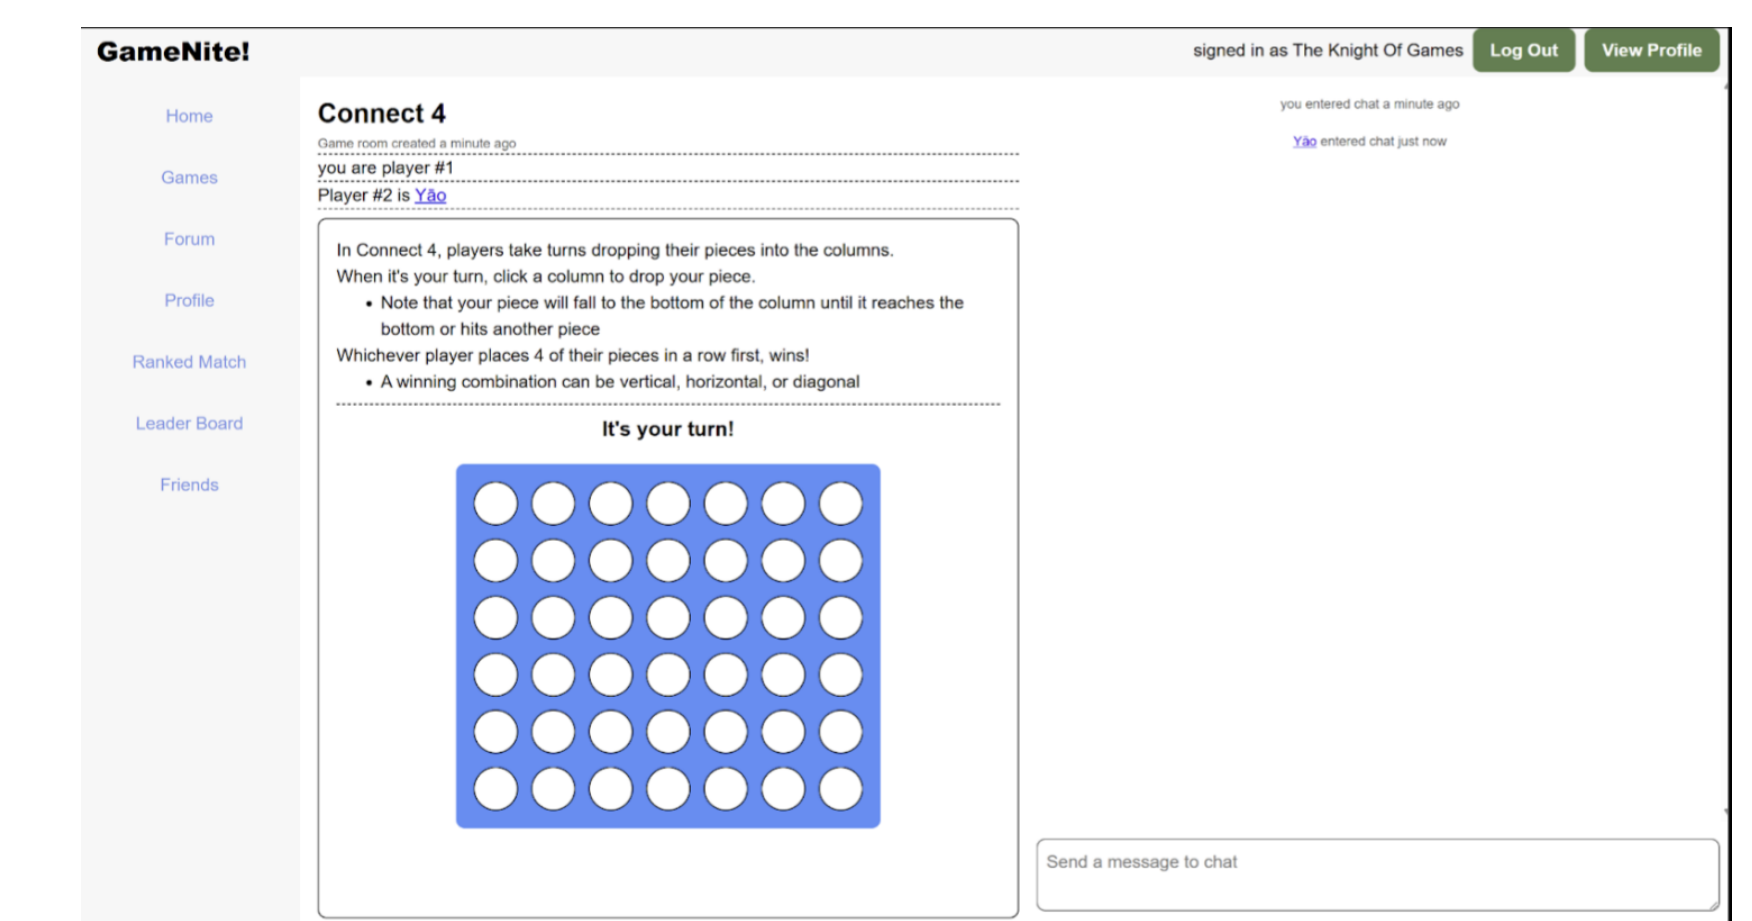 GameNite!
signed in as The Knight Of Games
Log Out
View Profile
Home
Games
Forum
Profile
Ranked Match
Leader Board
Friends
Connect 4
Game room created a minute ago
you are player #1
Player #2 is Yāo
In Connect 4, players take turns dropping their pieces into the columns.
When it's your turn, click a column to drop your piece.
• Note that your piece will fall to the bottom of the column until it reaches the
bottom or hits another piece
Whichever player places 4 of their pieces in a row first, wins!
• A winning combination can be vertical, horizontal, or diagonal
It's your turn!
you entered chat a minute ago
Yāo entered chat just now
Send a message to chat